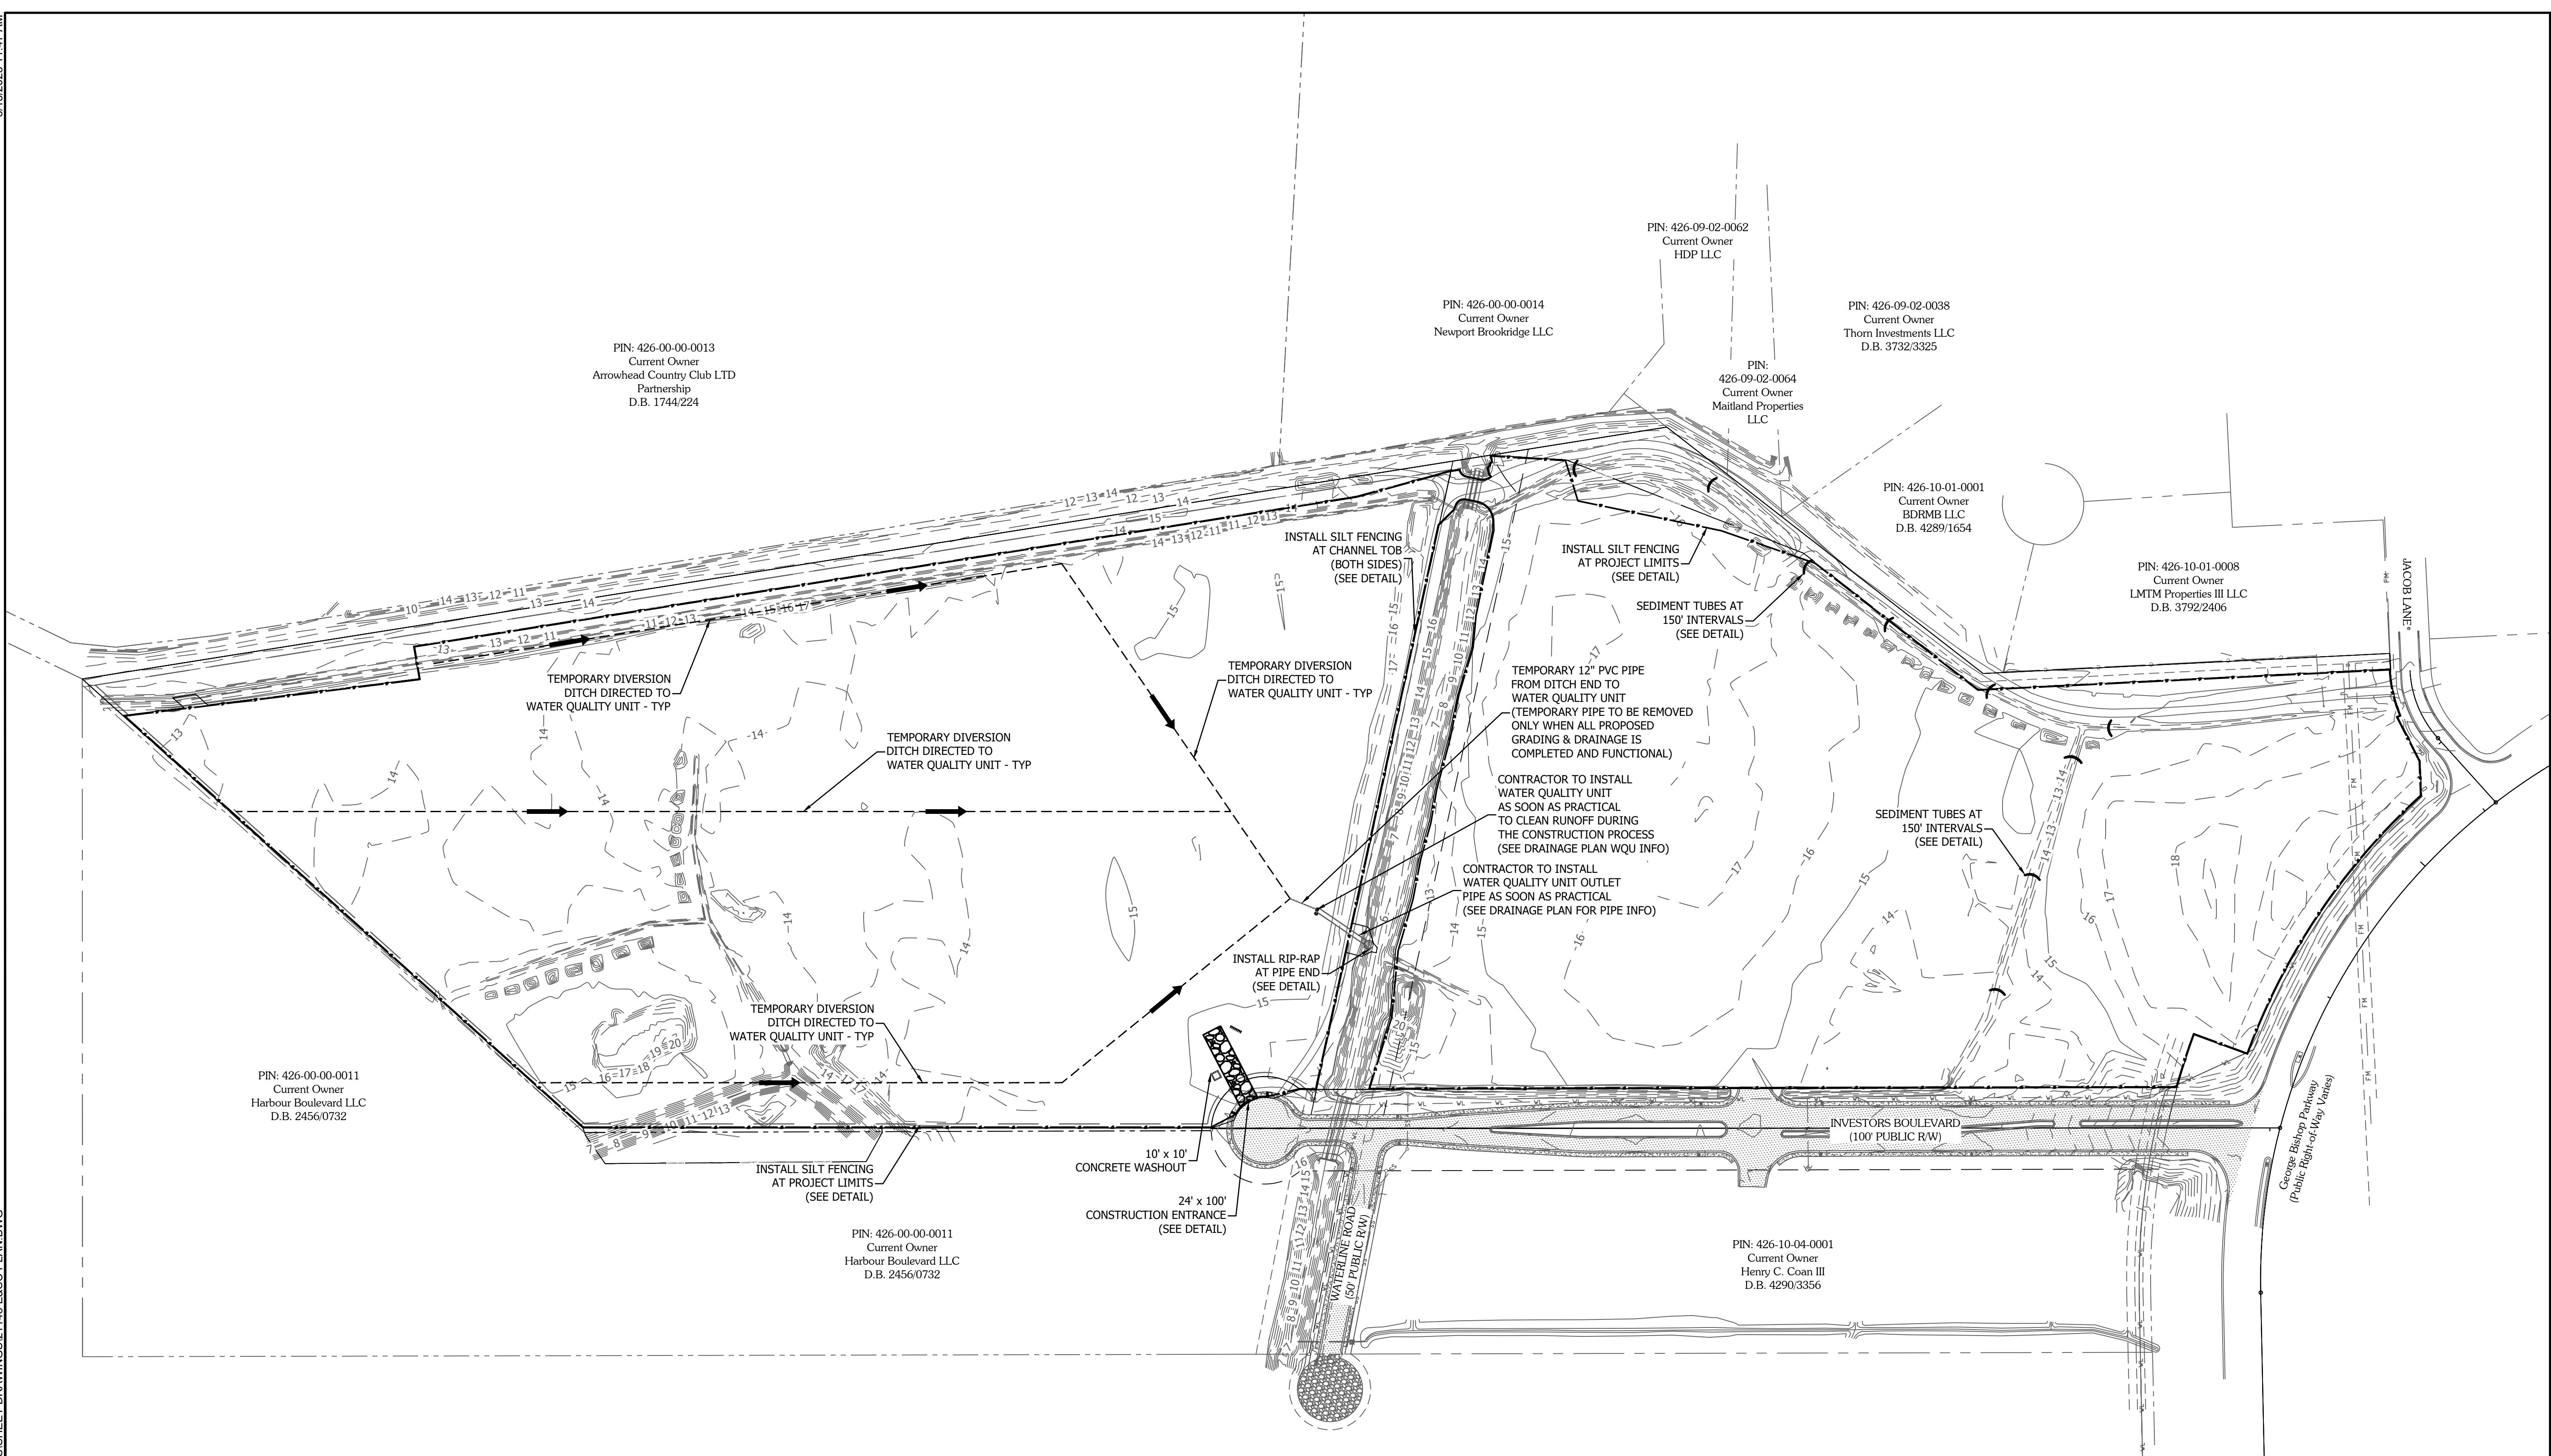 PIN: 426-09-02-0062
Current Owner
HDP LLC
PIN: 426-00-00-0014
Current Owner
Newport Brookridge LLC
PIN: 426-09-02-0038
Current Owner
Thorn Investments LLC
D.B. 3732/3325
PIN: 426-00-00-0013
Current Owner
Arrowhead Country Club LTD
Partnership
D.B. 1744/224
PIN:
426-09-02-0064
Current Owner
Maitland Properties
LLC
PIN: 426-10-01-0001
Current Owner
BDRMB LLC
D.B. 4289/1654
PIN: 426-10-01-0008
Current Owner
LMTM Properties III LLC
D.B. 3792/2406
JACOB LANE
INSTALL SILT FENCING
AT CHANNEL TOB
(BOTH SIDES)
(SEE DETAIL)
INSTALL SILT FENCING
AT PROJECT LIMITS
(SEE DETAIL)
SEDIMENT TUBES AT
150' INTERVALS
(SEE DETAIL)
TEMPORARY DIVERSION
DITCH DIRECTED TO
WATER QUALITY UNIT - TYP
TEMPORARY DIVERSION
DITCH DIRECTED TO
WATER QUALITY UNIT - TYP
TEMPORARY 12" PVC PIPE
FROM DITCH END TO
WATER QUALITY UNIT
(TEMPORARY PIPE TO BE REMOVED
ONLY WHEN ALL PROPOSED
GRADING & DRAINAGE IS
COMPLETED AND FUNCTIONAL)
TEMPORARY DIVERSION
DITCH DIRECTED TO
WATER QUALITY UNIT - TYP
CONTRACTOR TO INSTALL
WATER QUALITY UNIT
AS SOON AS PRACTICAL
TO CLEAN RUNOFF DURING
THE CONSTRUCTION PROCESS
(SEE DRAINAGE PLAN WQU INFO)
SEDIMENT TUBES AT
150' INTERVALS
(SEE DETAIL)
CONTRACTOR TO INSTALL
WATER QUALITY UNIT OUTLET
PIPE AS SOON AS PRACTICAL
(SEE DRAINAGE PLAN FOR PIPE INFO)
INSTALL RIP-RAP
AT PIPE END
(SEE DETAIL)
TEMPORARY DIVERSION
DITCH DIRECTED TO
WATER QUALITY UNIT - TYP
PIN: 426-00-00-0011
Current Owner
Harbour Boulevard LLC
D.B. 2456/0732
INVESTORS BOULEVARD
(100' PUBLIC R/W)
George Bishop Parkway
(Public Right-of-Way Varies)
INSTALL SILT FENCING
AT PROJECT LIMITS
(SEE DETAIL)
10' x 10'
CONCRETE WASHOUT
24' x 100'
CONSTRUCTION ENTRANCE
(SEE DETAIL)
WATERLINE ROAD
(50' PUBLIC R/W)
PIN: 426-00-00-0011
Current Owner
Harbour Boulevard LLC
D.B. 2456/0732
PIN: 426-10-04-0001
Current Owner
Henry C. Coan III
D.B. 4290/3356